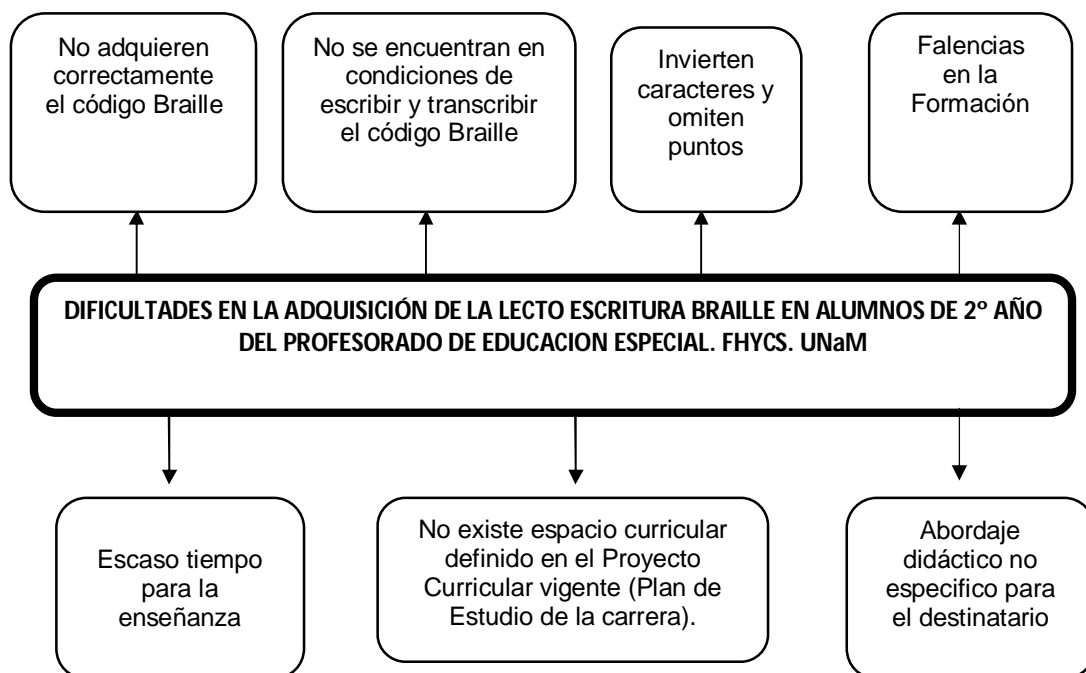 No adquieren
correctamente
el código Braille
No se encuentran en
condiciones de
escribir y transcribir
el código Braille
Invierten
caracteres y
omiten
puntos
Falencias
en la
Formación
DIFICULTADES EN LA ADQUISICIÓN DE LA LECTO ESCRITURA BRAILLE EN ALUMNOS DE 2º AÑO
DEL PROFESORADO DE EDUCACION ESPECIAL. FHYCS. UNaM
Escaso tiempo
para la
enseñanza
No existe espacio curricular
definido en el Proyecto
Curricular vigente (Plan de
Estudio de la carrera).
Abordaje
didáctico no
especifico para
el destinatario